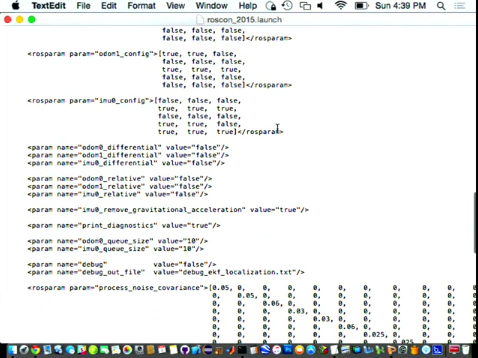 TextEdit File Edit Format View Window Help Sun 4:39 PM
roscon_2015.launch
false, false, false,
false, false, false]</rosparam>
<rosparam param="odom1_config">[true, true, false,
false, false, false,
true, true, false,
false, false, false,
false, false, false]</rosparam>
<rosparam param="imu0_config">[false, false, false,
true, true, true,
false, false, false,
true, true, false,
true, true, true]</rosparam>
<param name="odom0_differential" value="false"/>
<param name="odom1_differential" value="false"/>
<param name="imu0_differential" value="false"/>
<param name="odom0_relative" value="false"/>
<param name="odom1_relative" value="false"/>
<param name="imu0_relative" value="false"/>
<param name="imu0_remove_gravitational_acceleration" value="true"/>
<param name="print_diagnostics" value="true"/>
<param name="odom0_queue_size" value="10"/>
<param name="imu0_queue_size" value="10"/>
<param name="debug" value="false"/>
<param name="debug_out_file" value="debug_ekf_localization.txt"/>
<rosparam param="process_noise_covariance">[0.05, 0, 0, 0, 0, 0, 0, 0, 0,
0, 0.05, 0, 0, 0, 0, 0, 0, 0,
0, 0, 0.06, 0, 0, 0, 0, 0, 0,
0, 0, 0, 0.03, 0, 0, 0, 0, 0,
0, 0, 0, 0, 0.03, 0, 0, 0, 0,
0, 0, 0, 0, 0, 0.06, 0, 0, 0,
0, 0, 0, 0, 0, 0, 0.025, 0, 0,
0, 0, 0, 0, 0, 0, 0, 0.025, 0,